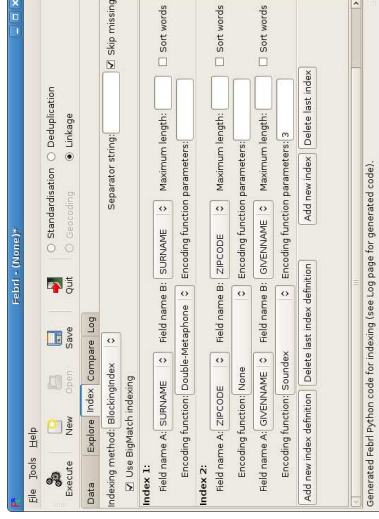 Febrl - (None)*
File Tools Help
Execute New Open Save Quit
Standardisation Deduplication
Geocoding Linkage
Data Explore Index Compare Log
Indexing method: BlockingIndex Separator string: Skip missing
Use BigMatch indexing
Index 1:
Field name A: SURNAME Field name B: SURNAME Maximum length: Sort words
Encoding function: Double-Metaphone Encoding function parameters:
Index 2:
Field name A: ZIPCODE Field name B: ZIPCODE Maximum length: Sort words
Encoding function: None Encoding function parameters:
Field name A: GIVENNAME Field name B: GIVENNAME Maximum length: Sort words
Encoding function: Soundex Encoding function parameters: 3
Add new index definition Delete last index definition Add new index Delete last index
Generated Febrl Python code for indexing (see Log page for generated code).